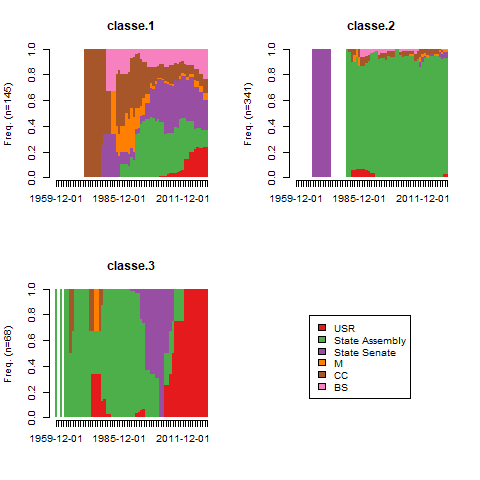 classe.1
Freq. (n=145)
0.0 0.2 0.4 0.6 0.8 1.0
1959-12-01 1985-12-01 2011-12-01
classe.2
Freq. (n=341)
0.0 0.2 0.4 0.6 0.8 1.0
1959-12-01 1985-12-01 2011-12-01
classe.3
Freq. (n=68)
0.0 0.2 0.4 0.6 0.8 1.0
1959-12-01 1985-12-01 2011-12-01
USR
State Assembly
State Senate
M
CC
BS